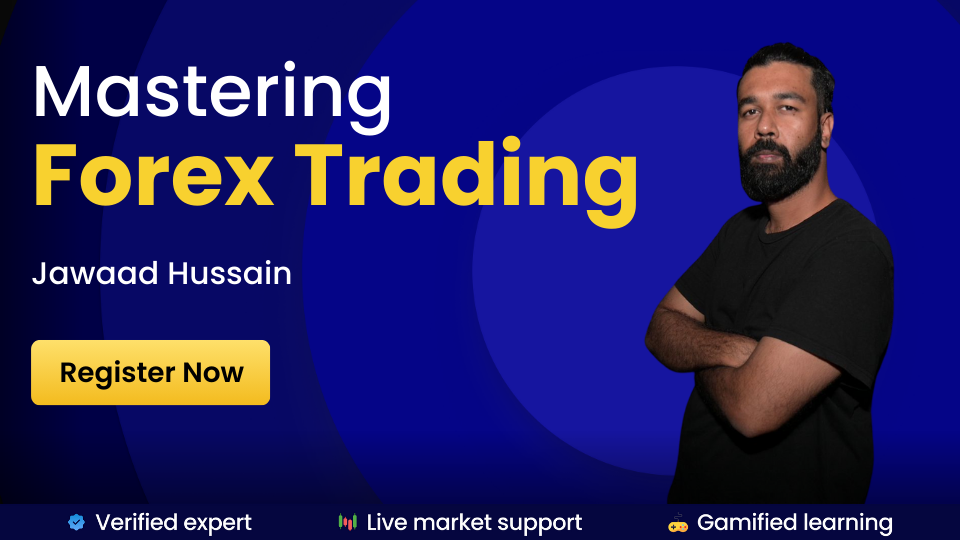 Mastering
Forex Trading
Jawaad Hussain
Register Now
Verified expert
Live market support
Gamified learning